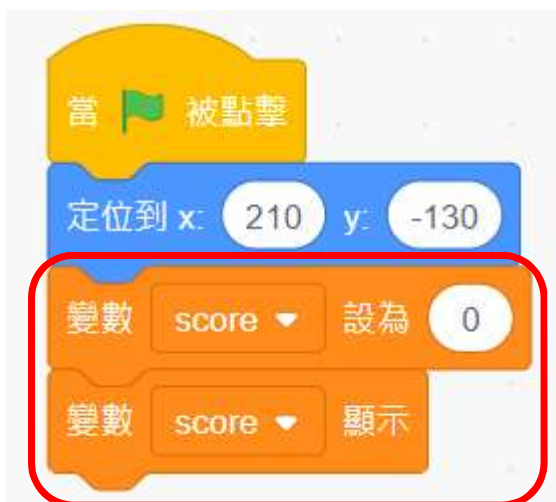 當 被點擊
定位到 x: 210 y: -130
變數 score 設為 0
變數 score 顯示